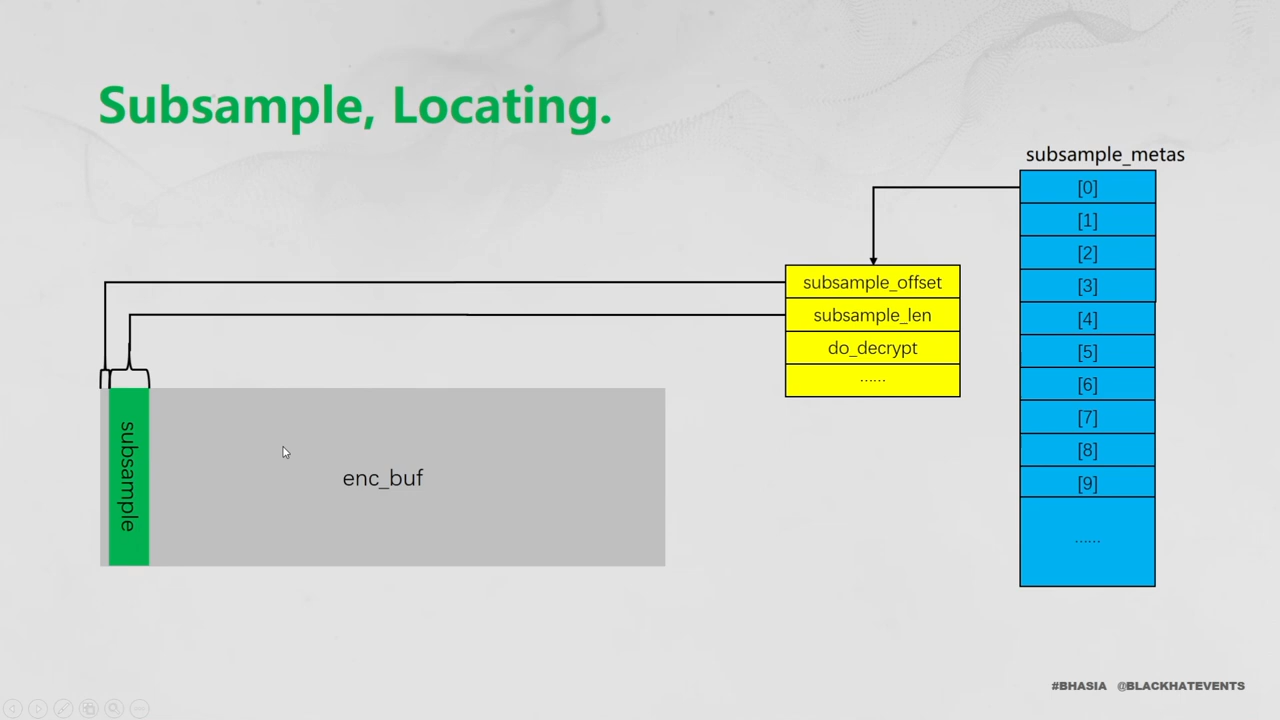 Subsample, Locating.
subsample_metas
[0]
[1]
[2]
[3]
[4]
[5]
[6]
[7]
[8]
[9]
......
subsample_offset
subsample_len
do_decrypt
......
subsample
enc_buf
#BHASIA @BLACKHATEVENTS